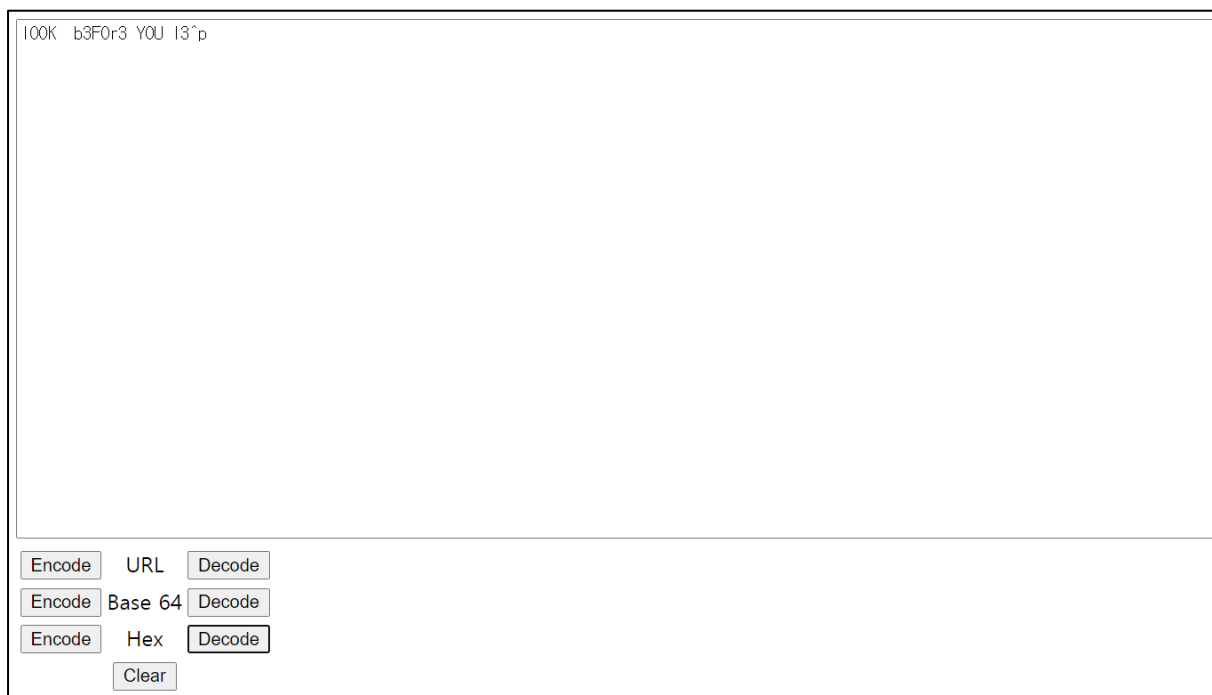 l00K  b3F0r3 Y0U l3^p
Encode URL Decode
Encode Base 64 Decode
Encode Hex Decode
Clear